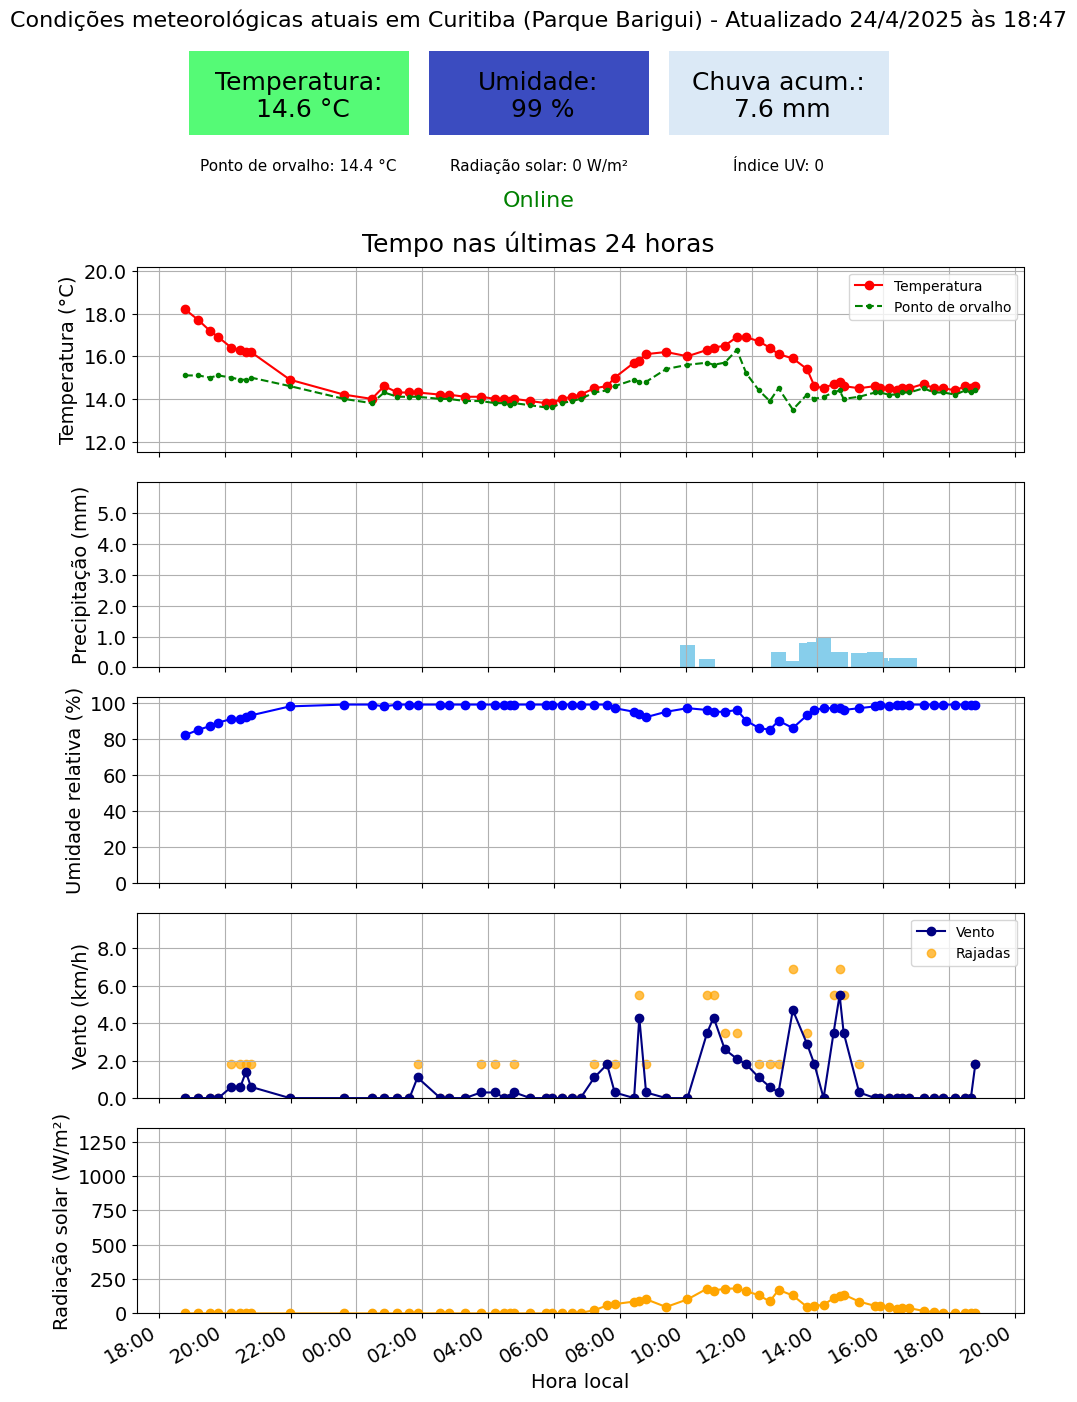 Condições meteorológicas atuais em Curitiba (Parque Barigui) - Atualizado 24/4/2025 às 18:47
Temperatura:
14.6 °C
Umidade:
99 %
Chuva acum.:
7.6 mm
Ponto de orvalho: 14.4 °C
Radiação solar: 0 W/m²
Índice UV: 0
Online
Tempo nas últimas 24 horas
Temperatura (°C)
20.0
18.0
16.0
14.0
12.0
Temperatura
Ponto de orvalho
Precipitação (mm)
5.0
4.0
3.0
2.0
1.0
0.0
Umidade relativa (%)
100
80
60
40
20
0
Vento (km/h)
8.0
6.0
4.0
2.0
0.0
Vento
Rajadas
Radiação solar (W/m²)
1250
1000
750
500
250
0
18:00
20:00
22:00
00:00
02:00
04:00
06:00
08:00
10:00
12:00
14:00
16:00
18:00
20:00
Hora local